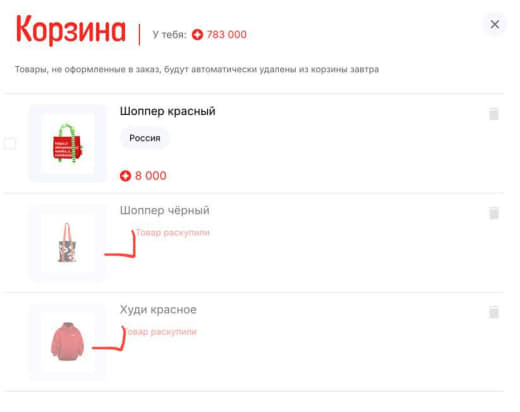 Корзина
У тебя: 783 000
Товары, не оформленные в заказ, будут автоматически удалены из корзины завтра
Шоппер красный
Россия
8 000
Шоппер чёрный
Товар раскупили
Худи красное
Товар раскупили